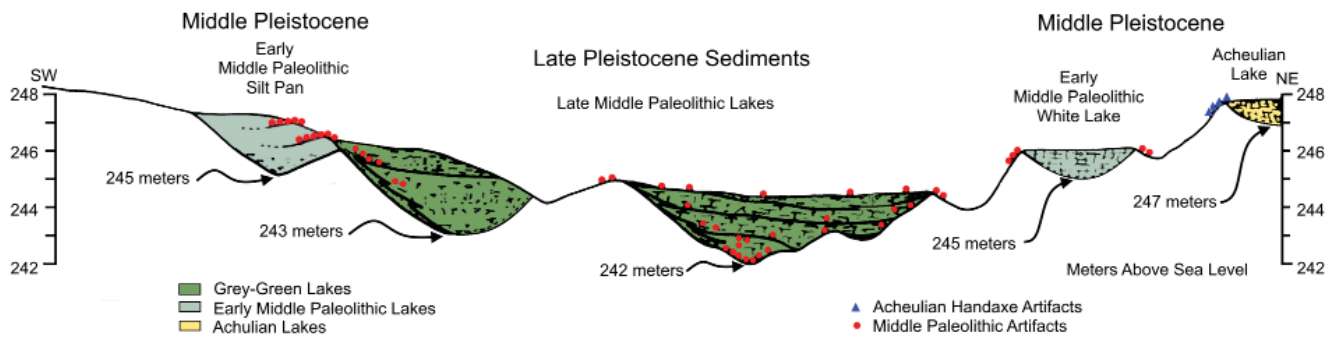 Middle Pleistocene
Early
Middle Paleolithic
Silt Pan
Late Pleistocene Sediments
Late Middle Paleolithic Lakes
Middle Pleistocene
Early
Middle Paleolithic
White Lake
Acheulian
Lake
SW
248
246
244
242
NE
248
246
244
242
245 meters
243 meters
242 meters
245 meters
247 meters
Meters Above Sea Level
Grey-Green Lakes
Early Middle Paleolithic Lakes
Achulian Lakes
Acheulian Handaxe Artifacts
Middle Paleolithic Artifacts